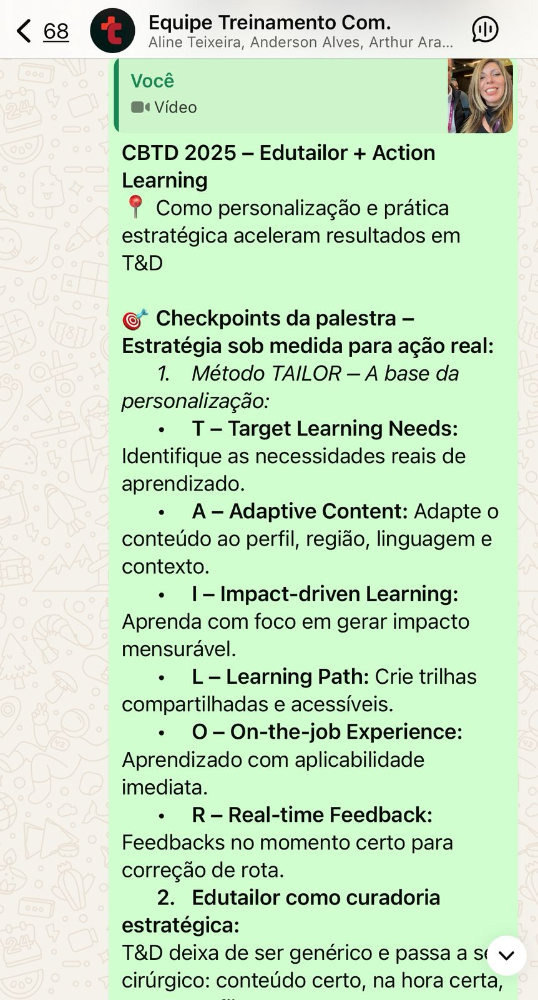 68
Equipe Treinamento Com.
Aline Teixeira, Anderson Alves, Arthur Ara...
Você
Vídeo
CBTD 2025 – Edutailor + Action
Learning
📍 Como personalização e prática
estratégica aceleram resultados em
T&D
🎯 Checkpoints da palestra –
Estratégia sob medida para ação real:
1. Método TAILOR – A base da
personalização:
• T – Target Learning Needs:
Identifique as necessidades reais de
aprendizado.
• A – Adaptive Content: Adapte o
conteúdo ao perfil, região, linguagem e
contexto.
• I – Impact-driven Learning:
Aprenda com foco em gerar impacto
mensurável.
• L – Learning Path: Crie trilhas
compartilhadas e acessíveis.
• O – On-the-job Experience:
Aprendizado com aplicabilidade
imediata.
• R – Real-time Feedback:
Feedbacks no momento certo para
correção de rota.
2. Edutailor como curadoria
estratégica:
T&D deixa de ser genérico e passa a
cirúrgico: conteúdo certo, na hora certa,